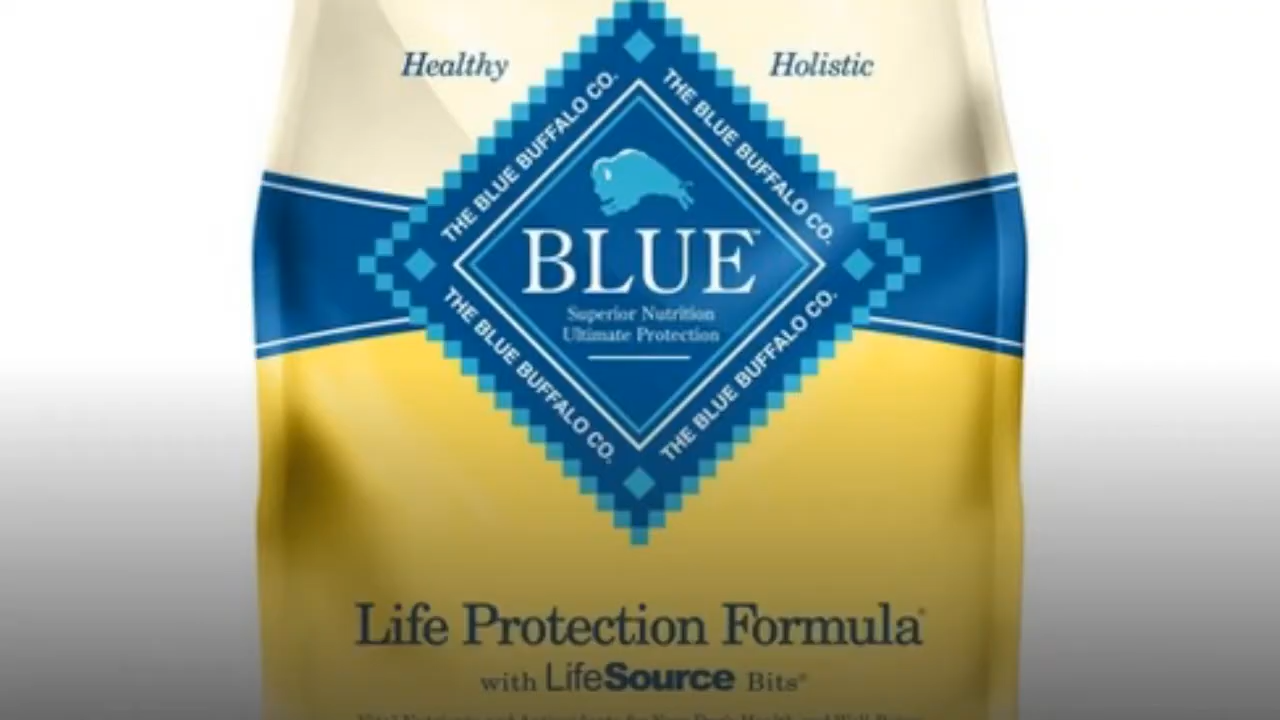 Healthy
Holistic
THE BLUE BUFFALO CO.
THE BLUE BUFFALO CO.
BLUE™
Superior Nutrition
Ultimate Protection
THE BLUE BUFFALO CO.
THE BLUE BUFFALO CO.
Life Protection Formula®
with LifeSource Bits®